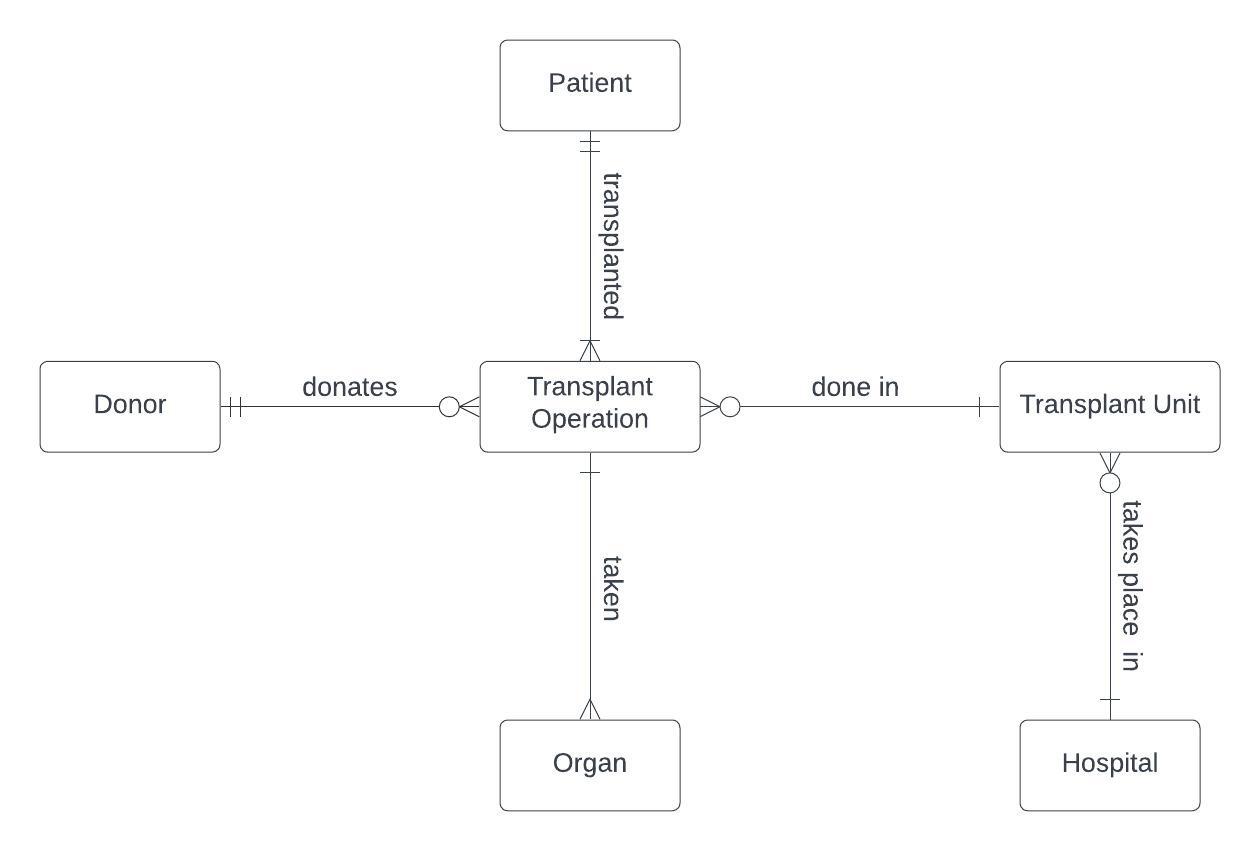 Patient
transplanted
Donor
donates
Transplant
Operation
done in
Transplant Unit
taken
takes place in
Organ
Hospital